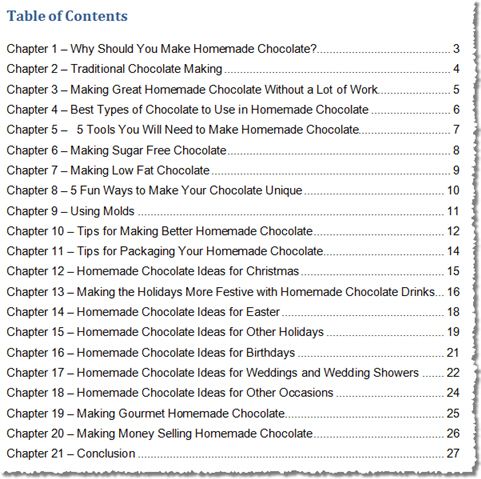 Table of Contents
Chapter 1 – Why Should You Make Homemade Chocolate?.......................................... 3
Chapter 2 – Traditional Chocolate Making..................................................................... 4
Chapter 3 – Making Great Homemade Chocolate Without a Lot of Work...................... 5
Chapter 4 – Best Types of Chocolate to Use in Homemade Chocolate ........................ 6
Chapter 5 –   5 Tools You Will Need to Make Homemade Chocolate........................... 7
Chapter 6 – Making Sugar Free Chocolate.................................................................... 8
Chapter 7 – Making Low Fat Chocolate......................................................................... 9
Chapter 8 – 5 Fun Ways to Make Your Chocolate Unique............................................ 10
Chapter 9 – Using Molds ............................................................................................... 11
Chapter 10 – Tips for Making Better Homemade Chocolate......................................... 12
Chapter 11 – Tips for Packaging Your Homemade Chocolate...................................... 14
Chapter 12 – Homemade Chocolate Ideas for Christmas............................................. 15
Chapter 13 – Making the Holidays More Festive with Homemade Chocolate Drinks... 16
Chapter 14 – Homemade Chocolate Ideas for Easter................................................... 18
Chapter 15 – Homemade Chocolate Ideas for Other Holidays ..................................... 19
Chapter 16 – Homemade Chocolate Ideas for Birthdays .............................................. 21
Chapter 17 – Homemade Chocolate Ideas for Weddings and Wedding Showers ....... 22
Chapter 18 – Homemade Chocolate Ideas for Other Occasions .................................. 24
Chapter 19 – Making Gourmet Homemade Chocolate.................................................. 25
Chapter 20 – Making Money Selling Homemade Chocolate......................................... 26
Chapter 21 – Conclusion ................................................................................................ 27